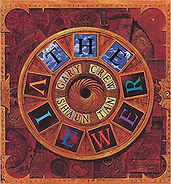 THE
VIEWER
GARY CREW
SHAUN TAN